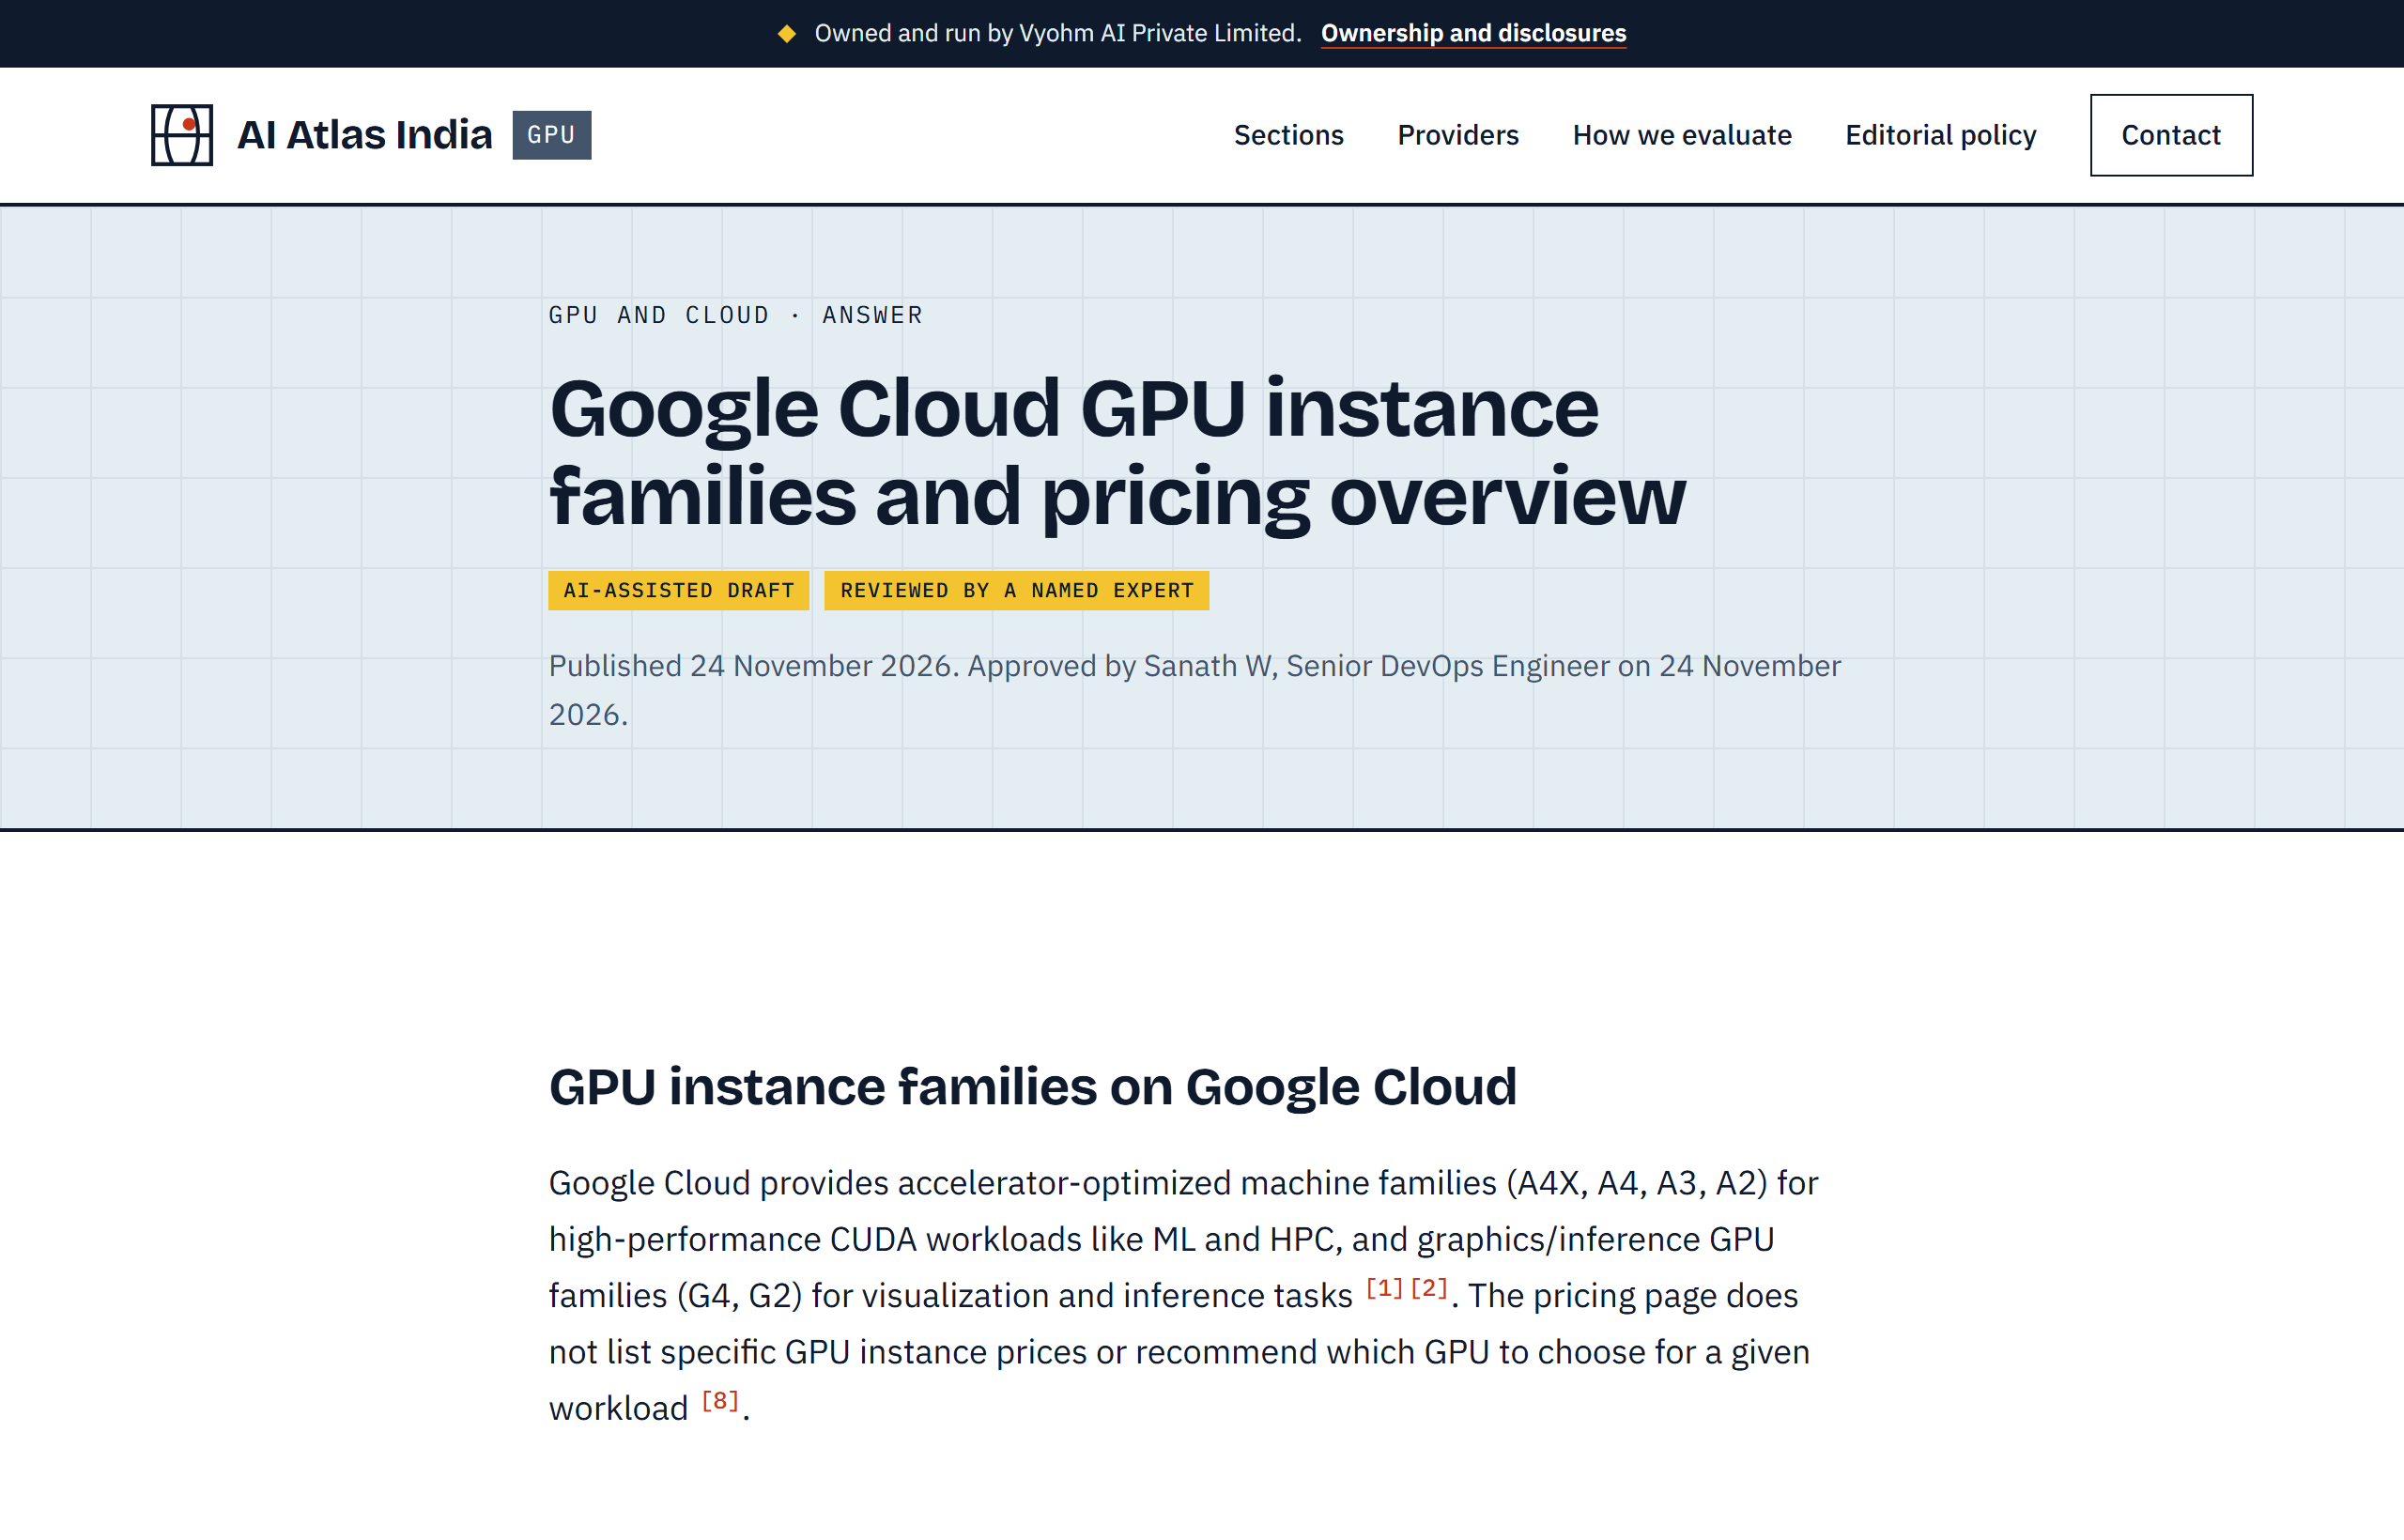 Owned and run by Vyohm AI Private Limited. Ownership and disclosures
AI Atlas India GPU
Sections Providers How we evaluate Editorial policy Contact
GPU AND CLOUD · ANSWER
Google Cloud GPU instance
families and pricing overview
AI-ASSISTED DRAFT REVIEWED BY A NAMED EXPERT
Published 24 November 2026. Approved by Sanath W, Senior DevOps Engineer on 24 November
2026.
GPU instance families on Google Cloud
Google Cloud provides accelerator-optimized machine families (A4X, A4, A3, A2) for
high-performance CUDA workloads like ML and HPC, and graphics/inference GPU
families (G4, G2) for visualization and inference tasks [1] [2]. The pricing page does
not list specific GPU instance prices or recommend which GPU to choose for a given
workload [8].